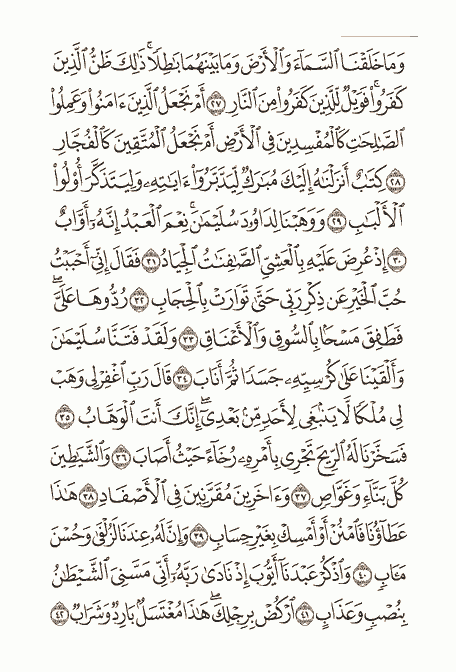 وَمَا خَلَقْنَا ٱلسَّمَآءَ وَٱلْأَرْضَ وَمَا بَيْنَهُمَا بَٰطِلًا ۚ ذَٰلِكَ ظَنُّ ٱلَّذِينَ
كَفَرُوا۟ ۚ فَوَيْلٌ لِّلَّذِينَ كَفَرُوا۟ مِنَ ٱلنَّارِ ٢٧ أَمْ نَجْعَلُ ٱلَّذِينَ ءَامَنُوا۟ وَعَمِلُوا۟
ٱلصَّٰلِحَٰتِ كَٱلْمُفْسِدِينَ فِى ٱلْأَرْضِ أَمْ نَجْعَلُ ٱلْمُتَّقِينَ كَٱلْفُجَّارِ
٢٨ كِتَٰبٌ أَنزَلْنَٰهُ إِلَيْكَ مُبَٰرَكٌ لِّيَدَّبَّرُوٓا۟ ءَايَٰتِهِۦ وَلِيَتَذَكَّرَ أُو۟لُوا۟
ٱلْأَلْبَٰبِ ٢٩ وَوَهَبْنَا لِدَاوُۥدَ سُلَيْمَٰنَ ۚ نِعْمَ ٱلْعَبْدُ ۖ إِنَّهُۥٓ أَوَّابٌ
٣٠ إِذْ عُرِضَ عَلَيْهِ بِٱلْعَشِىِّ ٱلصَّٰفِنَٰتُ ٱلْجِيَادُ ٣١ فَقَالَ إِنِّىٓ أَحْبَبْتُ
حُبَّ ٱلْخَيْرِ عَن ذِكْرِ رَبِّى حَتَّىٰ تَوَارَتْ بِٱلْحِجَابِ ٣٢ رُدُّوهَا عَلَىَّ ۖ
فَطَفِقَ مَسْحًۢا بِٱلسُّوقِ وَٱلْأَعْنَاقِ ٣٣ وَلَقَدْ فَتَنَّا سُلَيْمَٰنَ
وَأَلْقَيْنَا عَلَىٰ كُرْسِيِّهِۦ جَسَدًا ثُمَّ أَنَابَ ٣٤ قَالَ رَبِّ ٱغْفِرْ لِى وَهَبْ
لِى مُلْكًا لَّا يَنۢبَغِى لِأَحَدٍ مِّنۢ بَعْدِىٓ ۖ إِنَّكَ أَنتَ ٱلْوَهَّابُ ٣٥
فَسَخَّرْنَا لَهُ ٱلرِّيحَ تَجْرِى بِأَمْرِهِۦ رُخَآءً حَيْثُ أَصَابَ ٣٦ وَٱلشَّيَٰطِينَ
كُلَّ بَنَّآءٍ وَغَوَّاصٍ ٣٧ وَءَاخَرِينَ مُقَرَّنِينَ فِى ٱلْأَصْفَادِ ٣٨ هَٰذَا
عَطَآؤُنَا فَٱمْنُنْ أَوْ أَمْسِكْ بِغَيْرِ حِسَابٍ ٣٩ وَإِنَّ لَهُۥ عِندَنَا لَزُلْفَىٰ وَحُسْنَ
مَـَٔابٍ ٤٠ وَٱذْكُرْ عَبْدَنَآ أَيُّوبَ إِذْ نَادَىٰ رَبَّهُۥٓ أَنِّى مَسَّنِىَ ٱلشَّيْطَٰنُ
بِنُصْبٍ وَعَذَابٍ ٤١ ٱرْكُضْ بِرِجْلِكَ ۖ هَٰذَا مُغْتَسَلٌۢ بَارِدٌ وَشَرَابٌ ٤٢